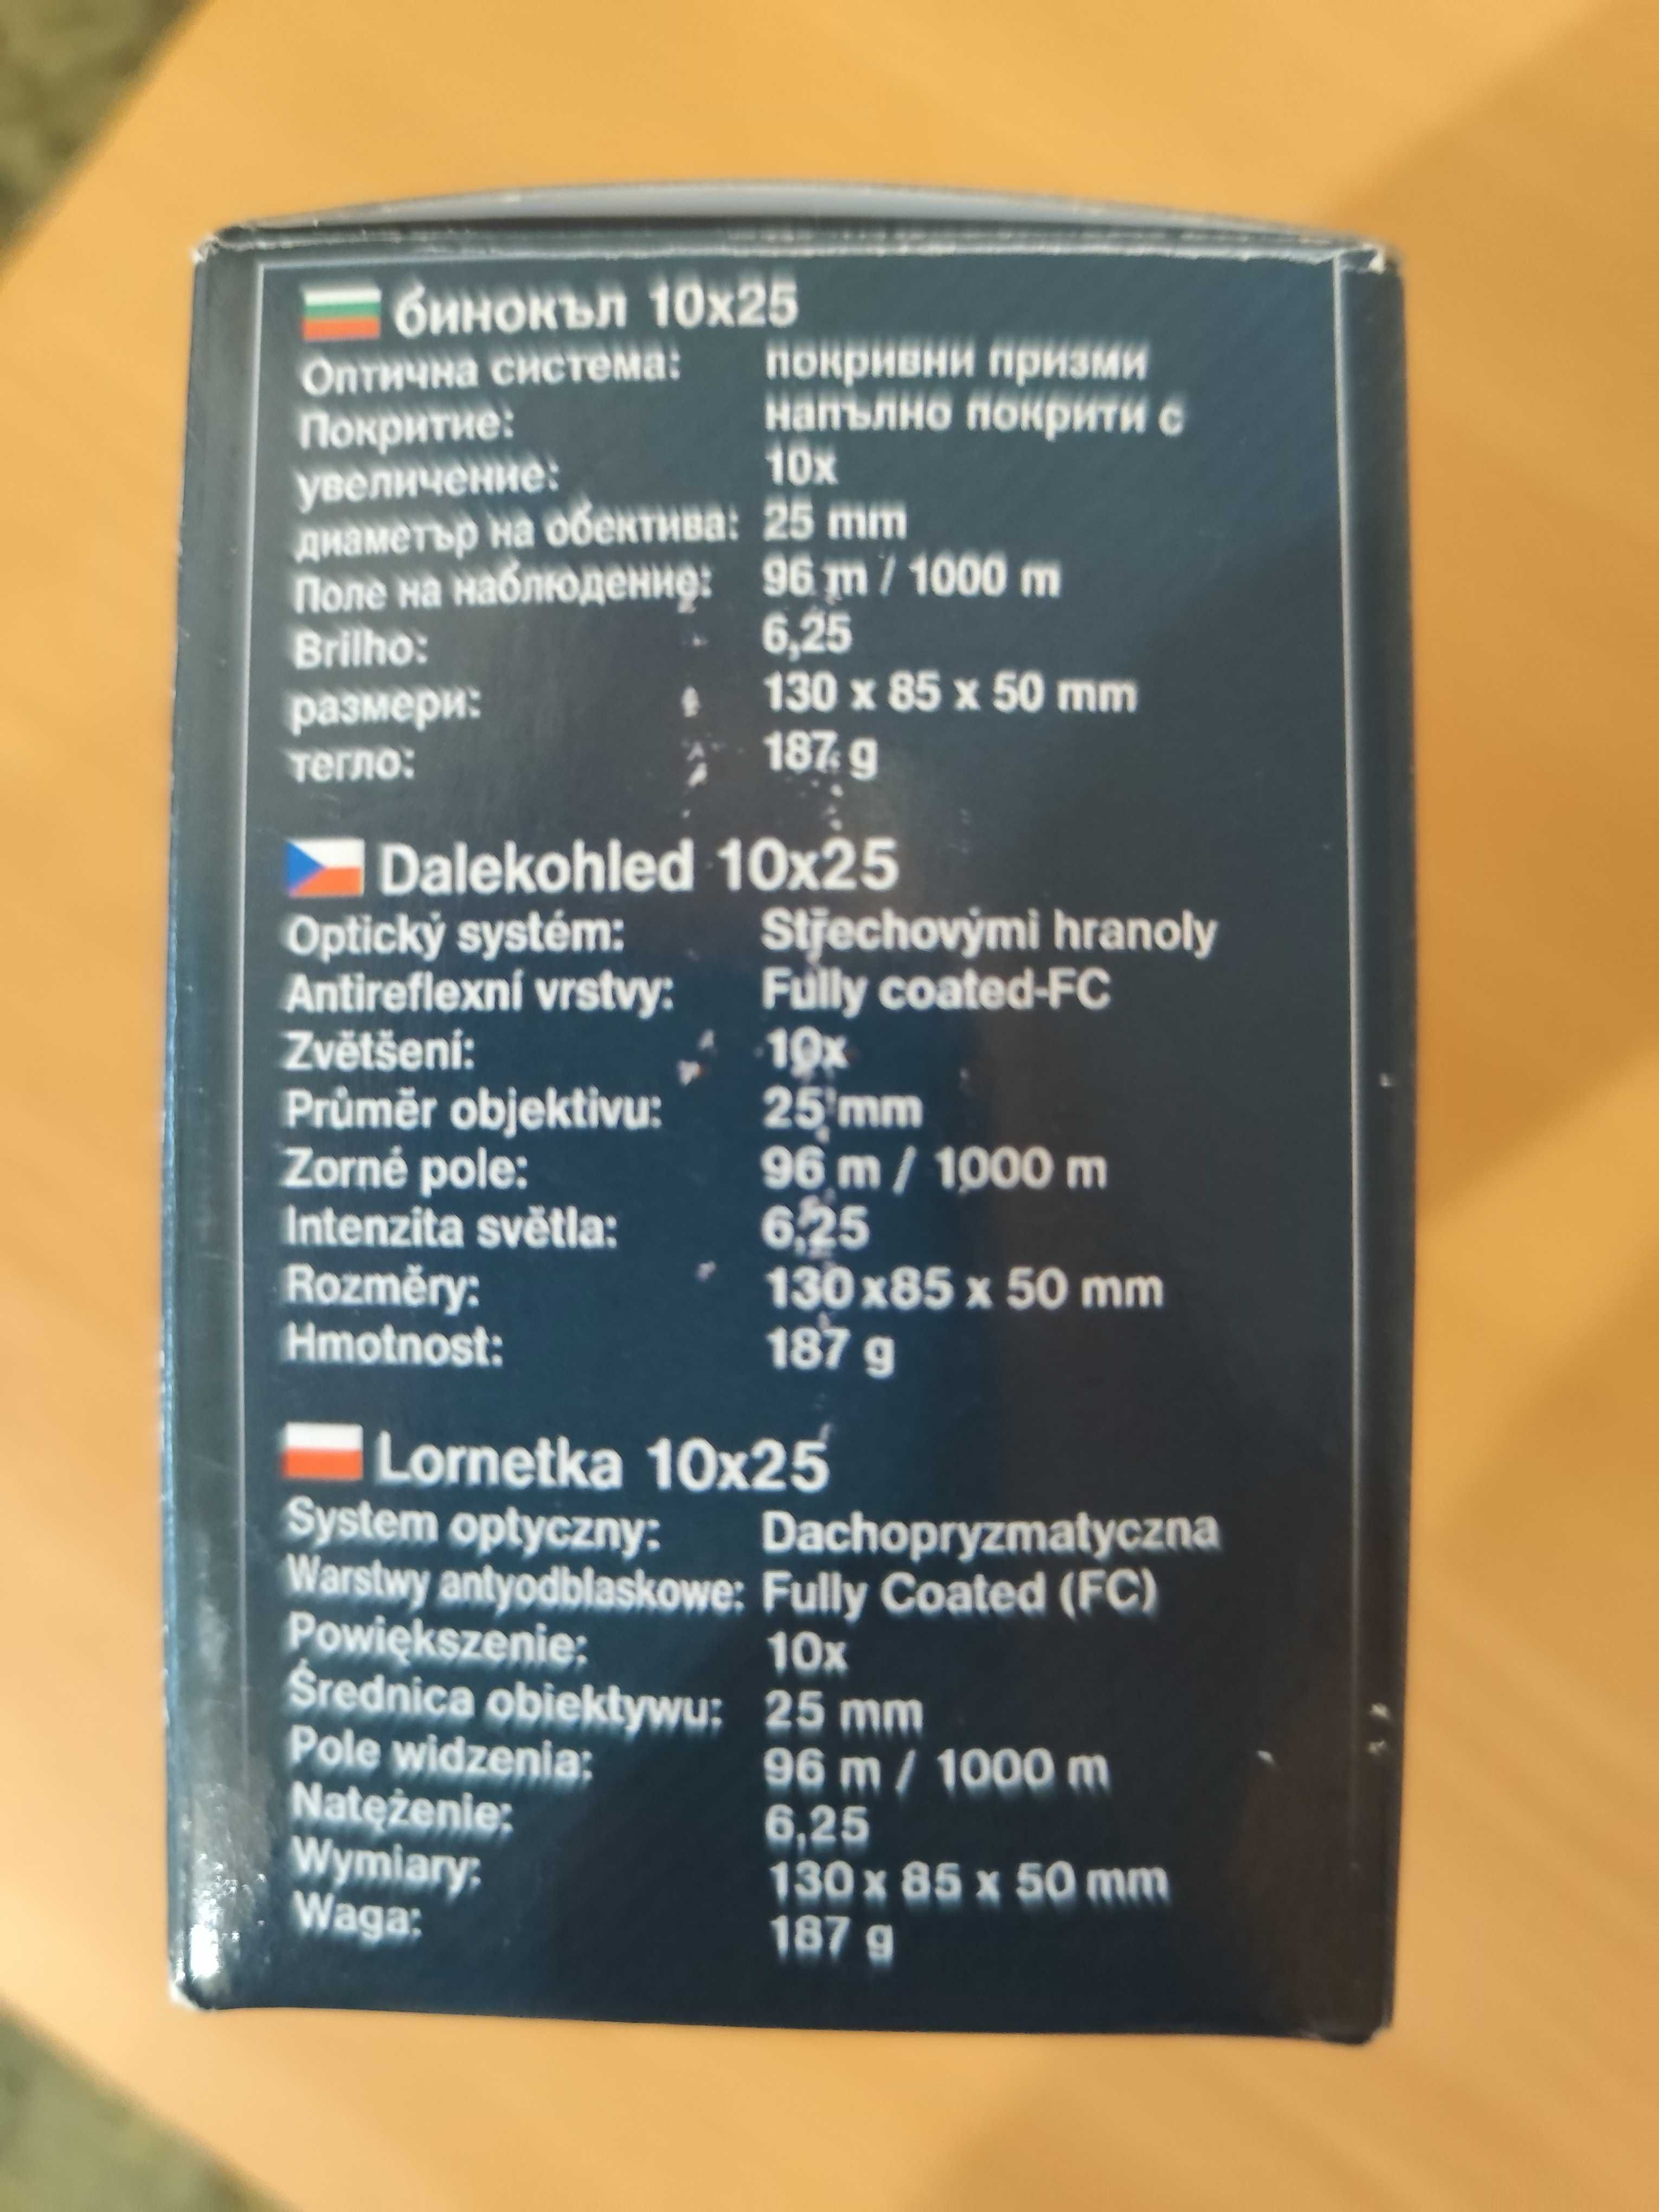 бинокъл 10x25
Оптична система: покривни призми
Покритие: напълно покрити с
увеличение: 10x
диаметър на обектива: 25 mm
Поле на наблюдение: 96 m / 1000 m
Brilho: 6,25
размери: 130 x 85 x 50 mm
тегло: 187 g
Dalekohled 10x25
Optický systém: Střechovými hranoly
Antireflexní vrstvy: Fully coated-FC
Zvětšení: 10x
Průměr objektivu: 25 mm
Zorné pole: 96 m / 1000 m
Intenzita světla: 6,25
Rozměry: 130 x85 x 50 mm
Hmotnost: 187 g
Lornetka 10x25
System optyczny: Dachopryzmatyczna
Warstwy antyodblaskowe: Fully Coated (FC)
Powiększenie: 10x
Średnica obiektywu: 25 mm
Pole widzenia: 96 m / 1000 m
Natężenie: 6,25
Wymiary: 130 x 85 x 50 mm
Waga: 187 g